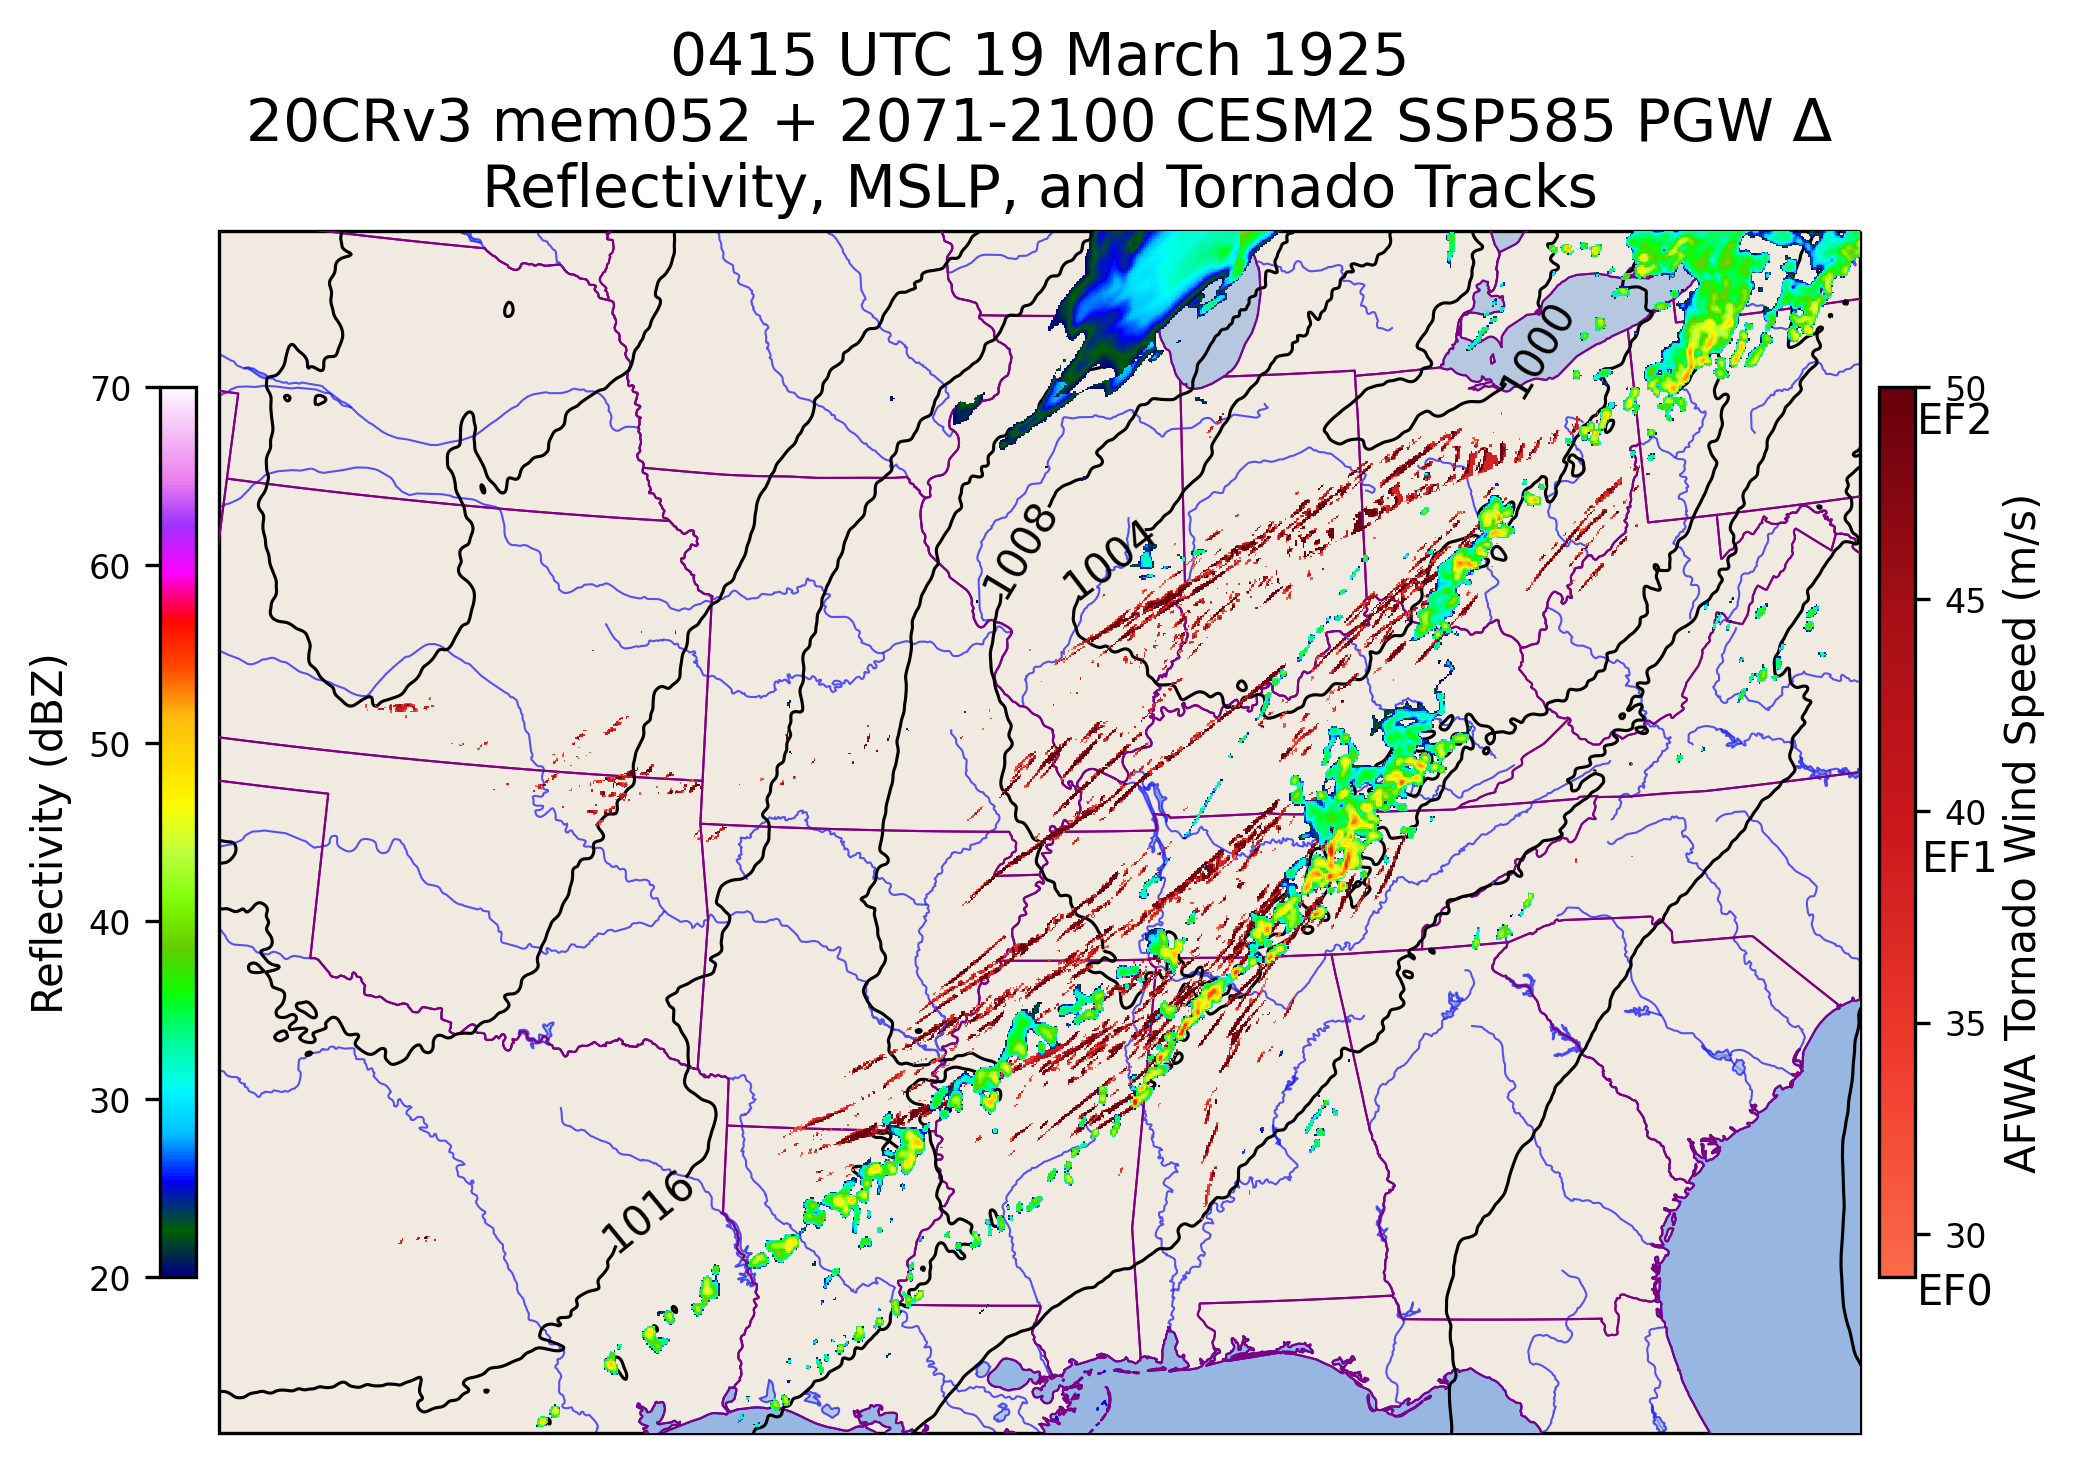 0415 UTC 19 March 1925
20CRv3 mem052 + 2071-2100 CESM2 SSP585 PGW Δ
Reflectivity, MSLP, and Tornado Tracks
Reflectivity (dBZ)
70
60
50
40
30
20
1000
1008
1004
1016
50
EF2
45
40
EF1
35
30
EF0
AFWA Tornado Wind Speed (m/s)